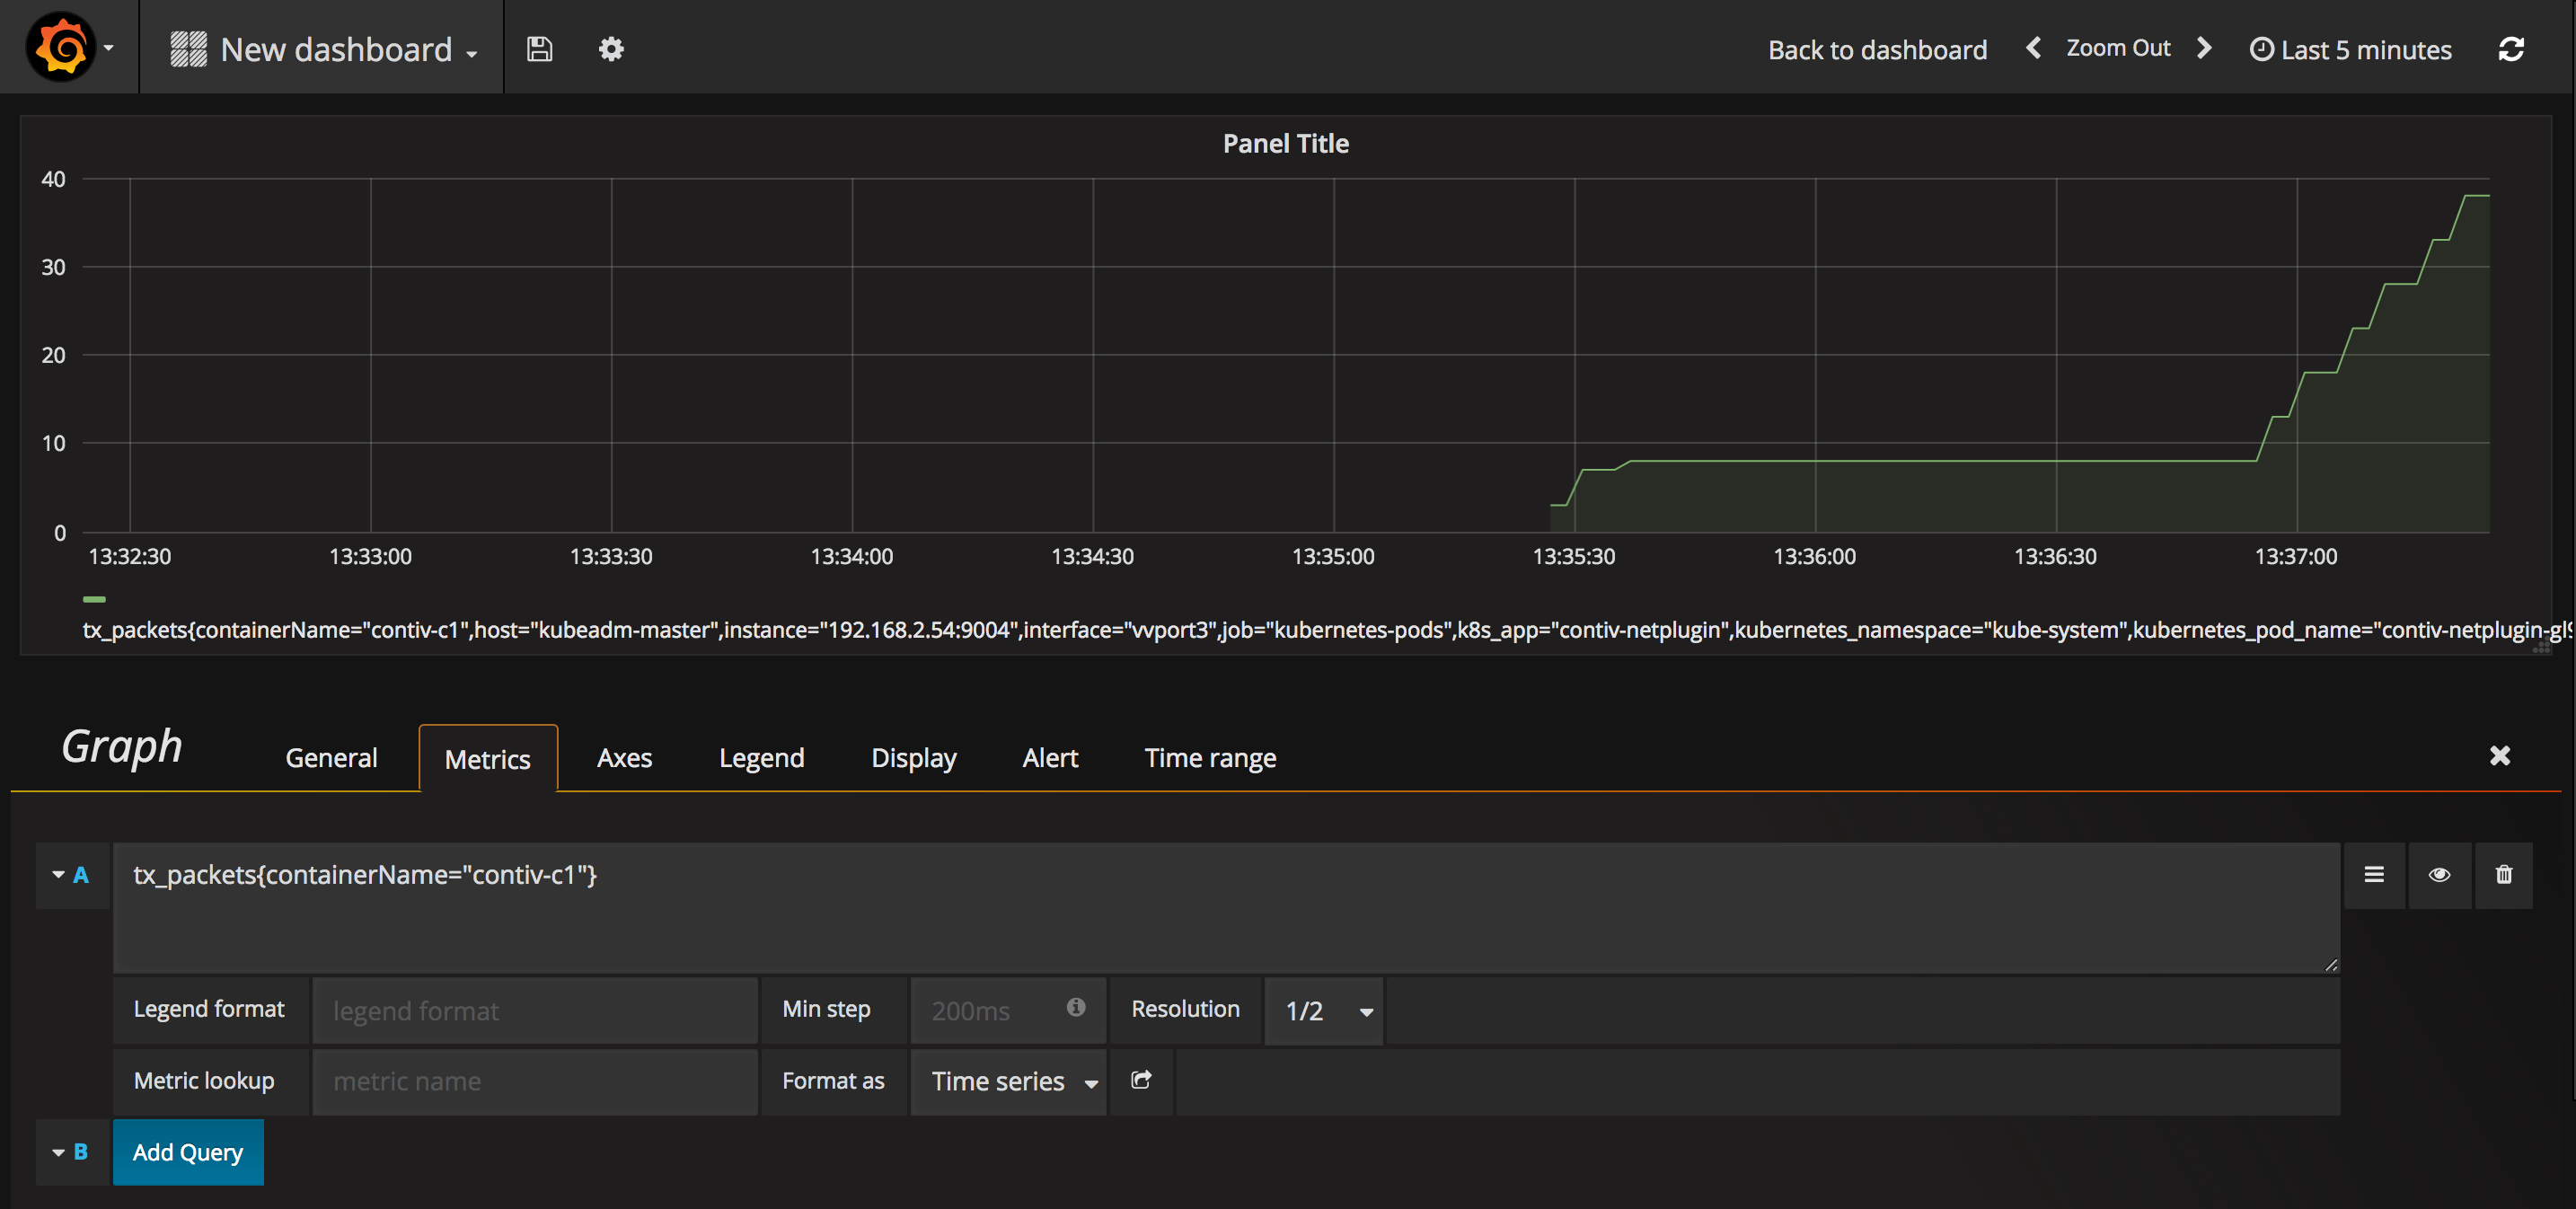 New dashboard
Back to dashboard Zoom Out Last 5 minutes
Panel Title
40
30
20
10
0
13:32:30 13:33:00 13:33:30 13:34:00 13:34:30 13:35:00 13:35:30 13:36:00 13:36:30 13:37:00
tx_packets{containerName="contiv-c1",host="kubeadm-master",instance="192.168.2.54:9004",interface="vvport3",job="kubernetes-pods",k8s_app="contiv-netplugin",kubernetes_namespace="kube-system",kubernetes_pod_name="contiv-netplugin-gl9
Graph General Metrics Axes Legend Display Alert Time range
A tx_packets{containerName="contiv-c1"}
Legend format legend format Min step 200ms Resolution 1/2
Metric lookup metric name Format as Time series
B Add Query